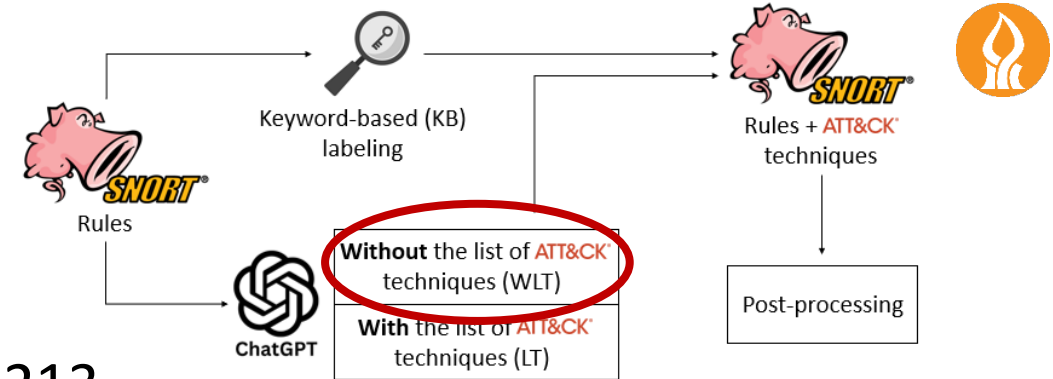 Keyword-based (KB)
labeling
SNORT®
Rules + ATT&CK®
techniques
SNORT®
Rules
Without the list of ATT&CK®
techniques (WLT)
With the list of ATT&CK®
techniques (LT)
ChatGPT
Post-processing